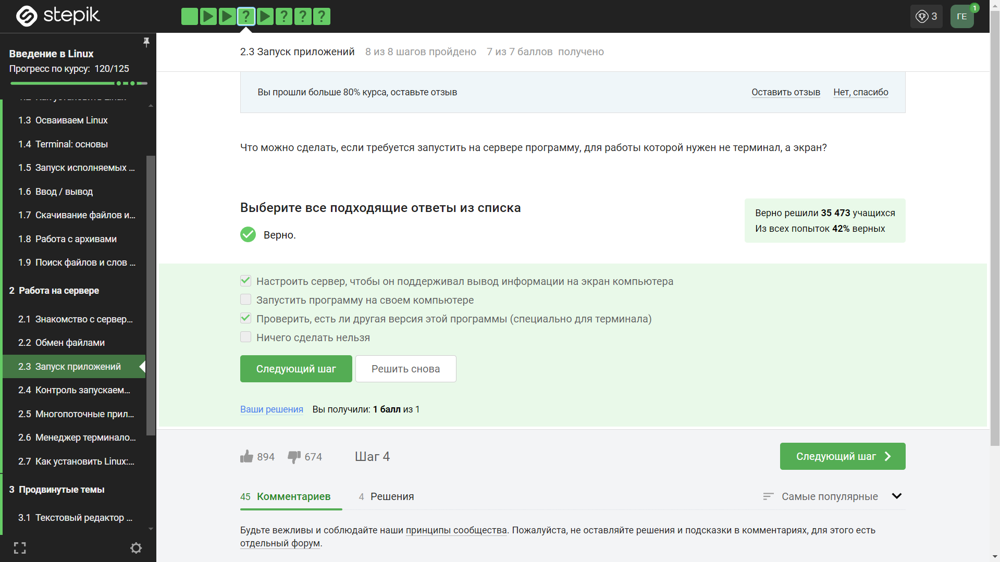 stepik
3
ГЕ
1
Введение в Linux
Прогресс по курсу: 120/125
1.3 Осваиваем Linux
1.4 Terminal: основы
1.5 Запуск исполняемых ...
1.6 Ввод / вывод
1.7 Скачивание файлов и...
1.8 Работа с архивами
1.9 Поиск файлов и слов ...
2 Работа на сервере
2.1 Знакомство с сервер...
2.2 Обмен файлами
2.3 Запуск приложений
2.4 Контроль запускаем...
2.5 Многопоточные прил...
2.6 Менеджер терминало...
2.7 Как установить Linux:...
3 Продвинутые темы
3.1 Текстовый редактор ...
2.3 Запуск приложений 8 из 8 шагов пройдено 7 из 7 баллов получено
Вы прошли больше 80% курса, оставьте отзыв
Оставить отзыв
Нет, спасибо
Что можно сделать, если требуется запустить на сервере программу, для работы которой нужен не терминал, а экран?
Выберите все подходящие ответы из списка
Верно.
Верно решили 35 473 учащихся
Из всех попыток 42% верных
Настроить сервер, чтобы он поддерживал вывод информации на экран компьютера
Запустить программу на своем компьютере
Проверить, есть ли другая версия этой программы (специально для терминала)
Ничего сделать нельзя
Следующий шаг
Решить снова
Ваши решения Вы получили: 1 балл из 1
894 674 Шаг 4
Следующий шаг
45 Комментариев
4 Решения
Самые популярные
Будьте вежливы и соблюдайте наши принципы сообщества. Пожалуйста, не оставляйте решения и подсказки в комментариях, для этого есть
отдельный форум.